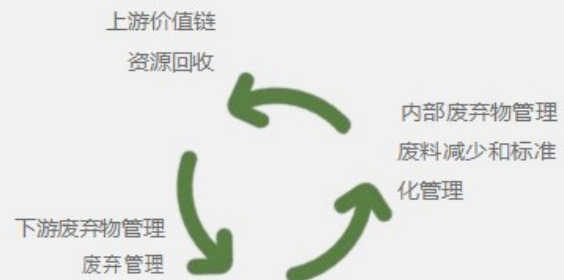 上游价值链
资源回收
内部废弃物管理
废料减少和标准
化管理
下游废弃物管理
废弃管理